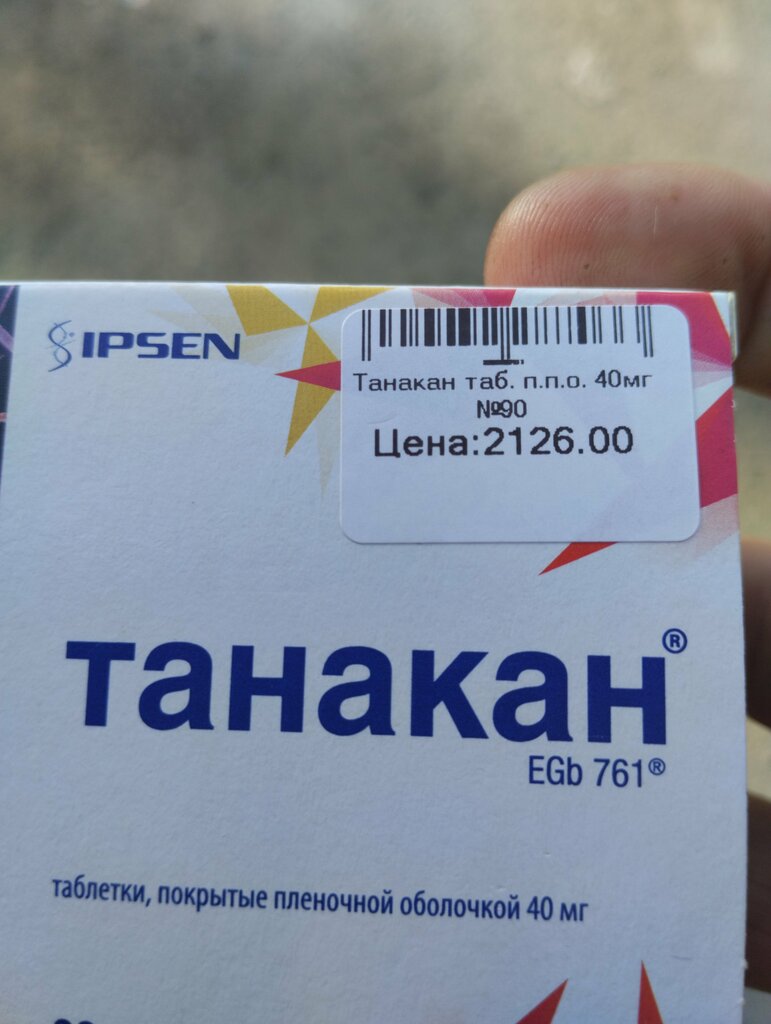 IPSEN
Танакан таб. п.п.о. 40мг
№90
Цена:2126.00
танакан®
EGb 761®
таблетки, покрытые пленочной оболочкой 40 мг